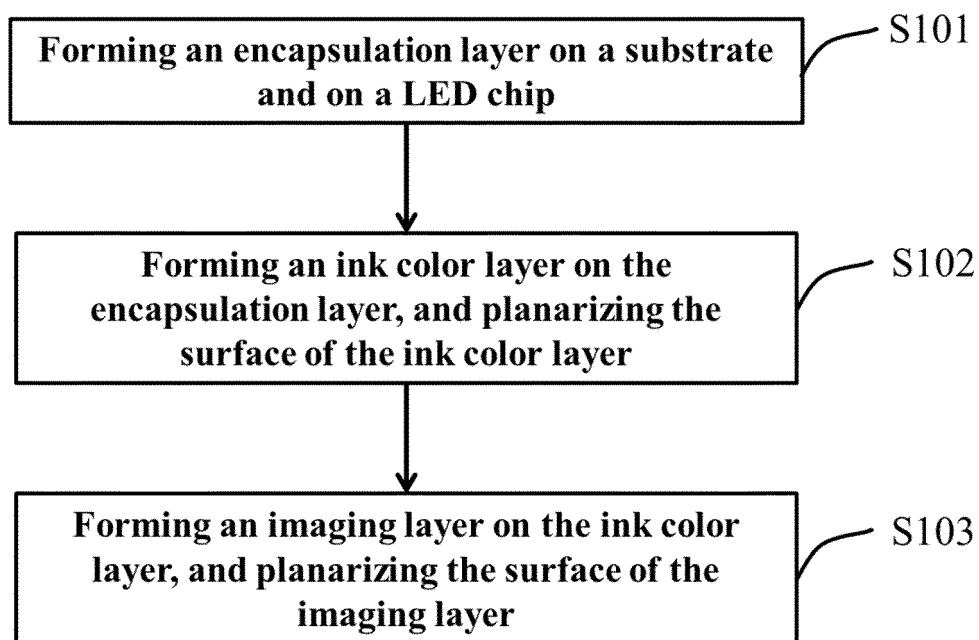 Forming an encapsulation layer on a substrate
and on a LED chip
S101
Forming an ink color layer on the
encapsulation layer, and planarizing the
surface of the ink color layer
S102
Forming an imaging layer on the ink color
layer, and planarizing the surface of the
imaging layer
S103